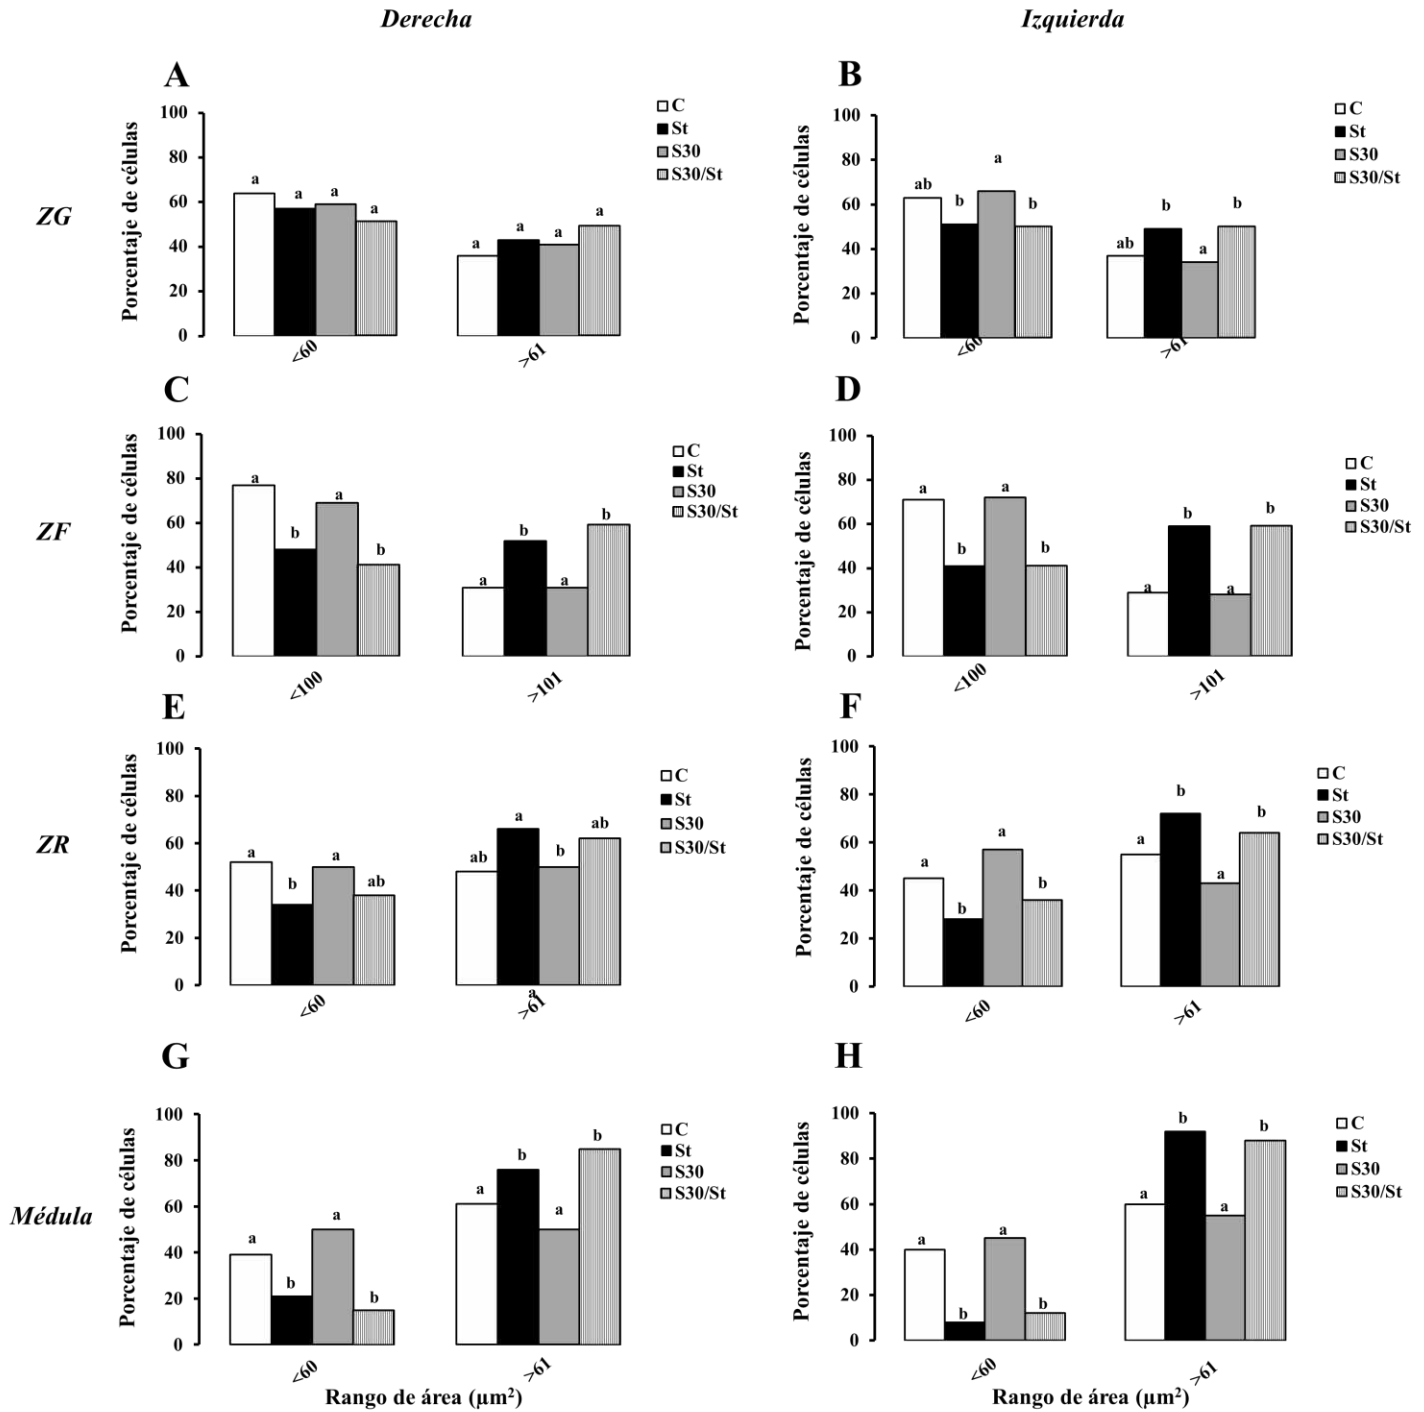 Derecha
Izquierda
ZG
A
Porcentaje de células
100
80
60
40
20
0
a
a
a
a
a
a
a
a
<60
>61
C
St
S30
S30/St
B
Porcentaje de células
100
80
60
40
20
0
ab
b
a
b
ab
b
a
b
<60
>61
C
St
S30
S30/St
ZF
C
Porcentaje de células
100
80
60
40
20
0
a
b
a
b
a
b
a
b
<100
>101
C
St
S30
S30/St
D
Porcentaje de células
100
80
60
40
20
0
a
b
a
b
a
b
a
b
<100
>101
C
St
S30
S30/St
ZR
E
Porcentaje de células
100
80
60
40
20
0
a
b
a
ab
ab
a
b
ab
<60
a
>61
C
St
S30
S30/St
F
Porcentaje de células
100
80
60
40
20
0
a
b
a
b
a
b
a
b
<60
>61
C
St
S30
S30/St
Médula
G
Porcentaje de células
100
80
60
40
20
0
a
b
a
b
a
b
a
b
<60
>61
C
St
S30
S30/St
Rango de área (µm²)
H
Porcentaje de células
100
80
60
40
20
0
a
b
a
b
a
b
a
b
<60
>61
C
St
S30
S30/St
Rango de área (µm²)